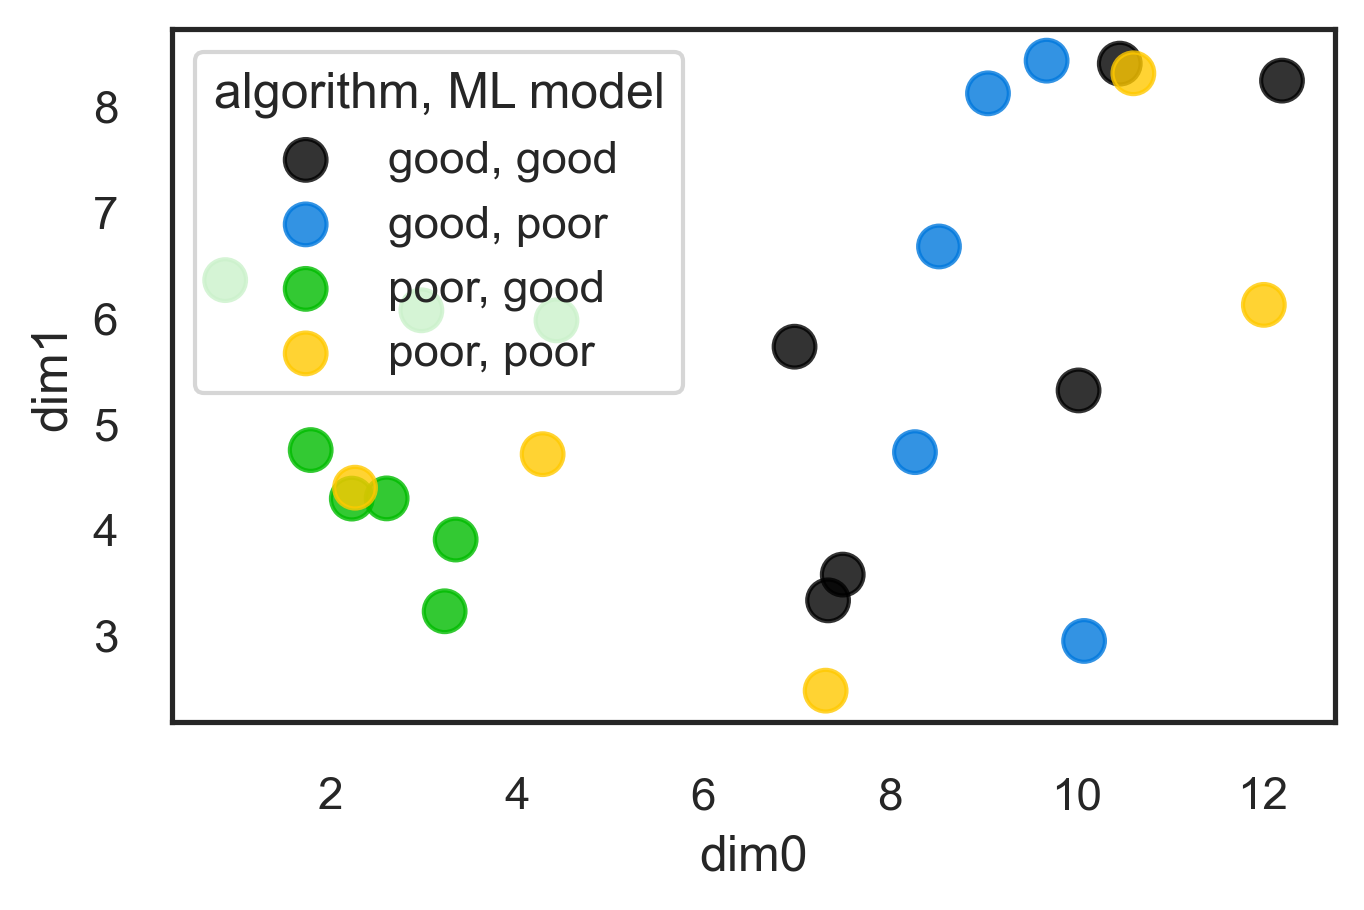 algorithm, ML model
good, good
good, poor
poor, good
poor, poor
8
7
6
5
4
3
dim1
2 4 6 8 10 12
dim0